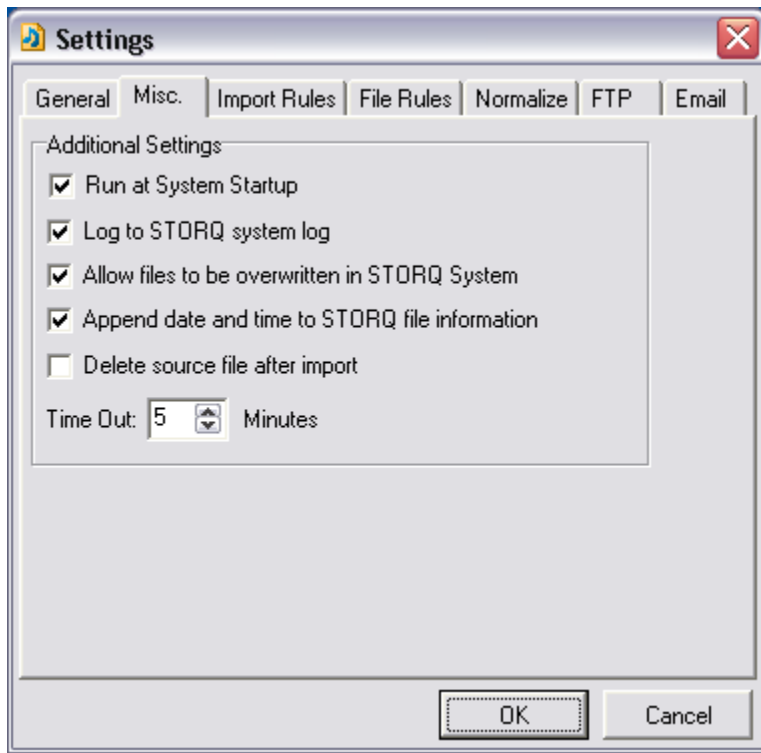 Settings
General Misc. Import Rules File Rules Normalize FTP Email
Additional Settings
Run at System Startup
Log to STORQ system log
Allow files to be overwritten in STORQ System
Append date and time to STORQ file information
Delete source file after import
Time Out: 5 Minutes
OK Cancel